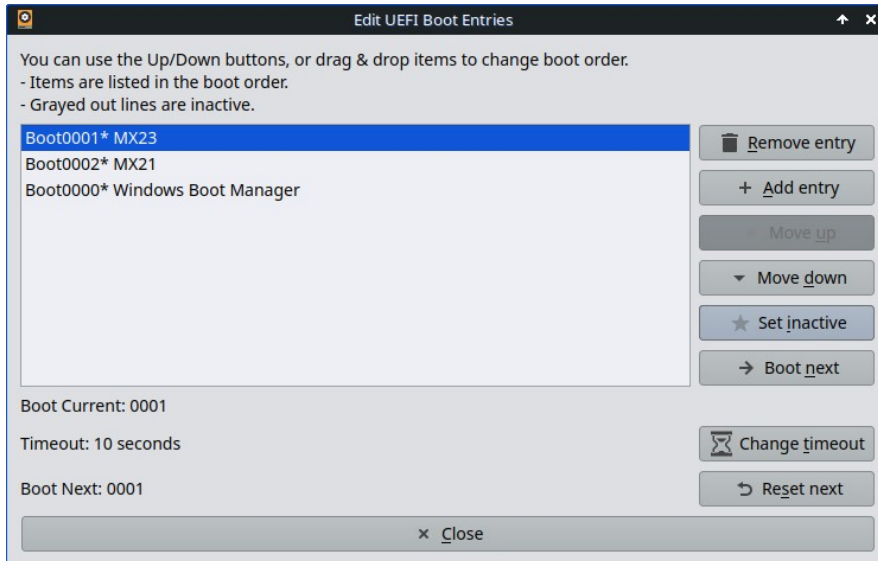 Edit UEFI Boot Entries
You can use the Up/Down buttons, or drag & drop items to change boot order.
- Items are listed in the boot order.
- Grayed out lines are inactive.
Boot0001* MX23
Boot0002* MX21
Boot0000* Windows Boot Manager
Remove entry
Add entry
Move up
Move down
Set inactive
Boot next
Boot Current: 0001
Timeout: 10 seconds
Change timeout
Boot Next: 0001
Reset next
Close